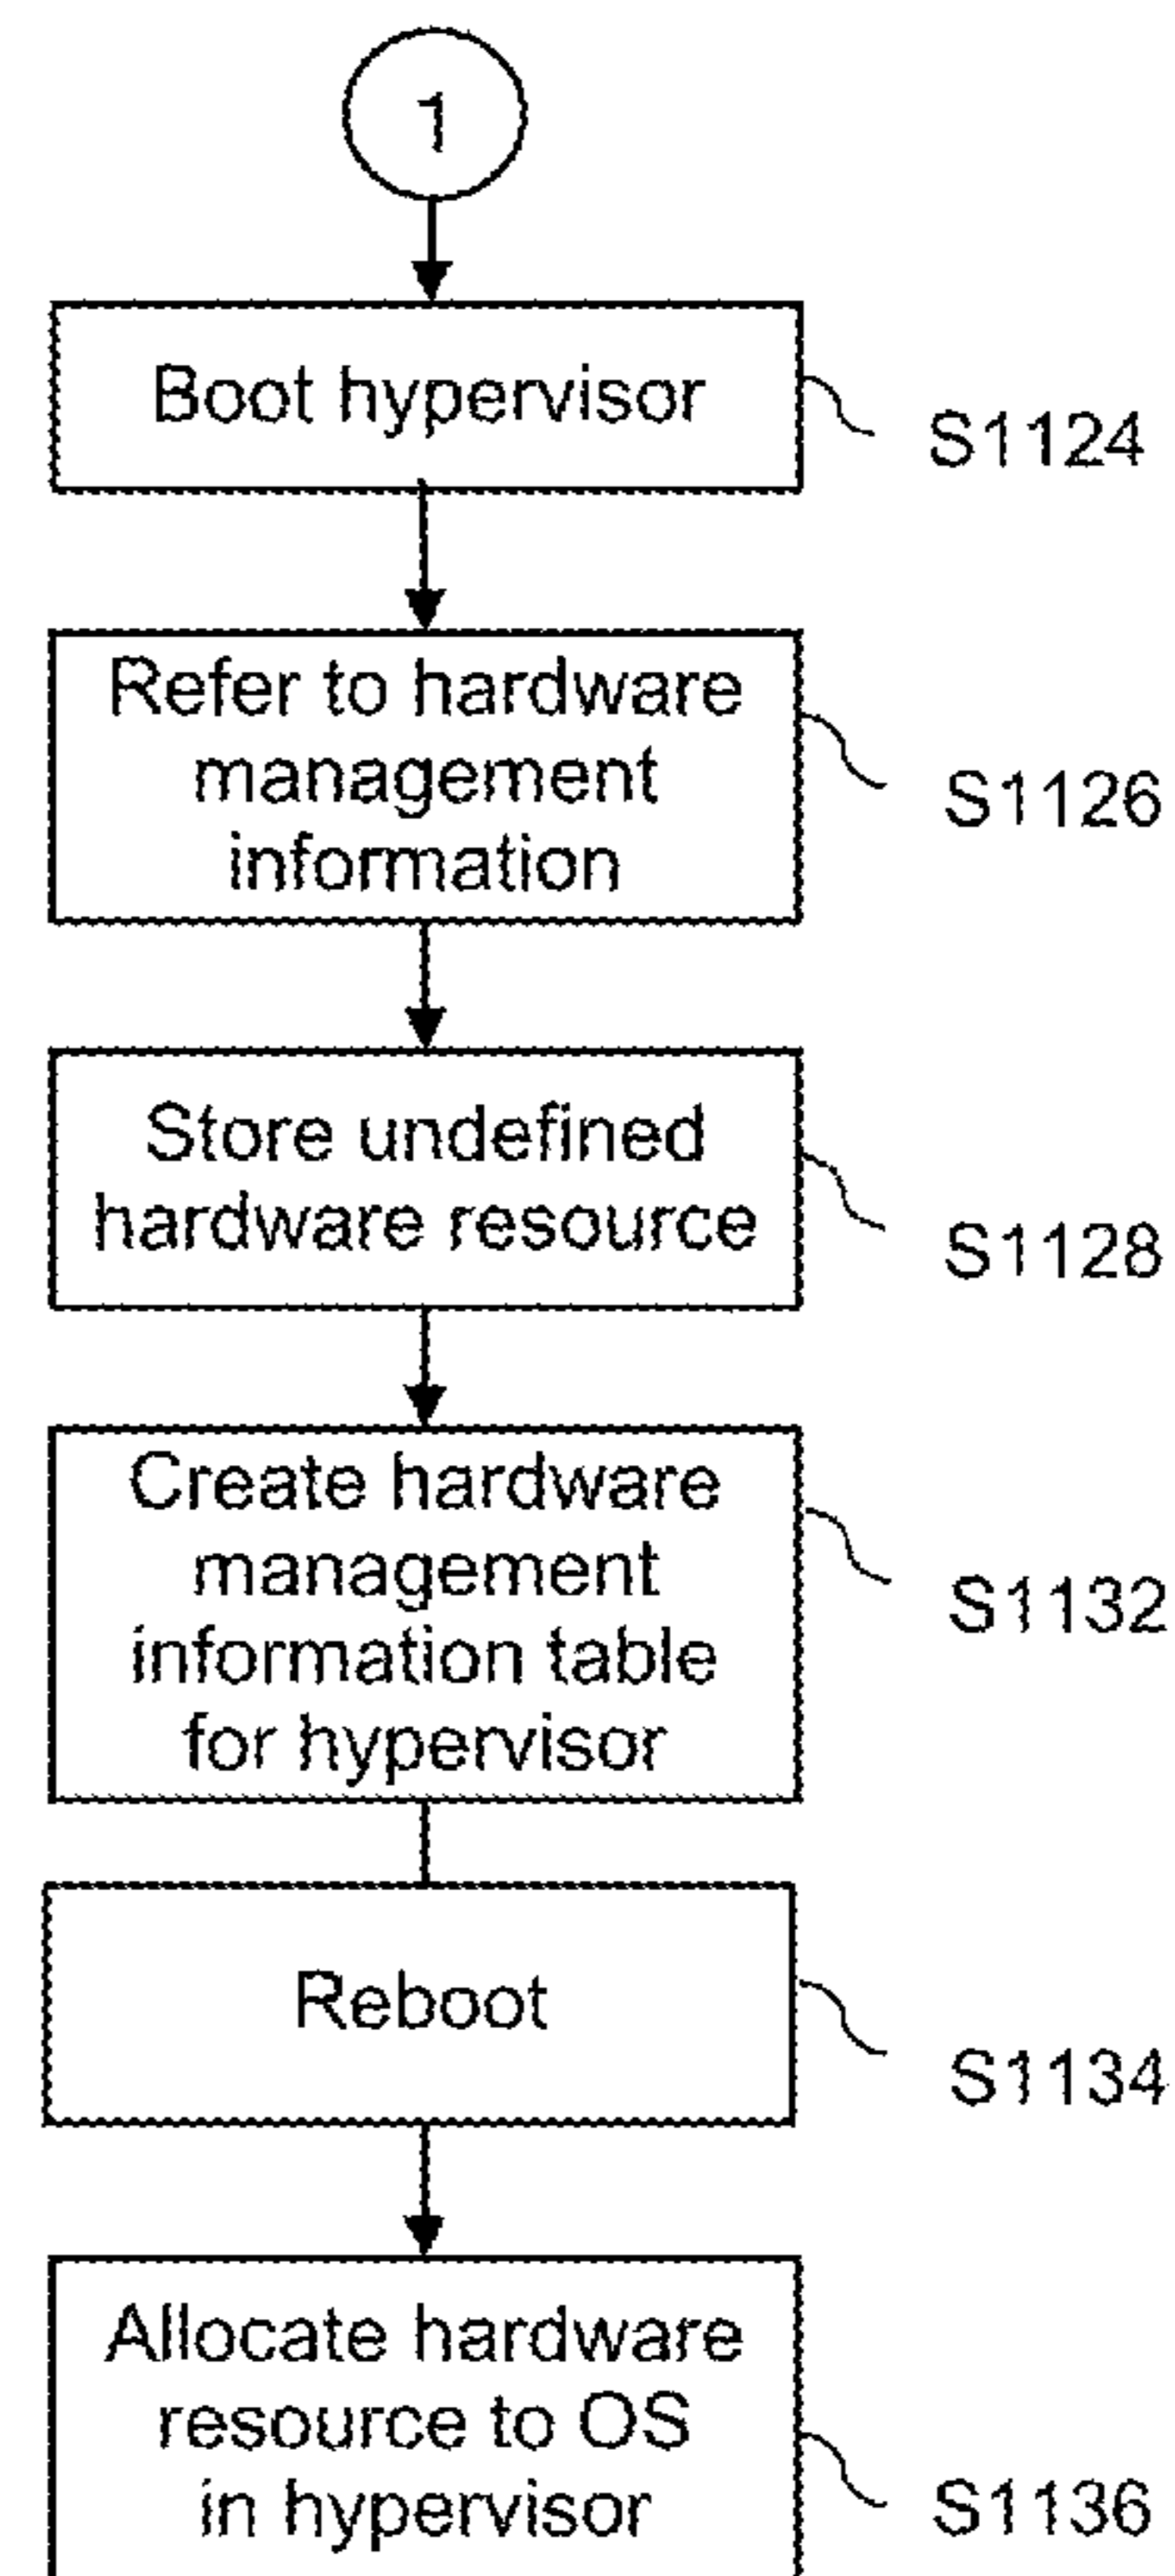 1
Boot hypervisor
S1124
Refer to hardware
management
information
S1126
Store undefined
hardware resource
S1128
Create hardware
management
information table
for hypervisor
S1132
Reboot
S1134
Allocate hardware
resource to OS
in hypervisor
S1136